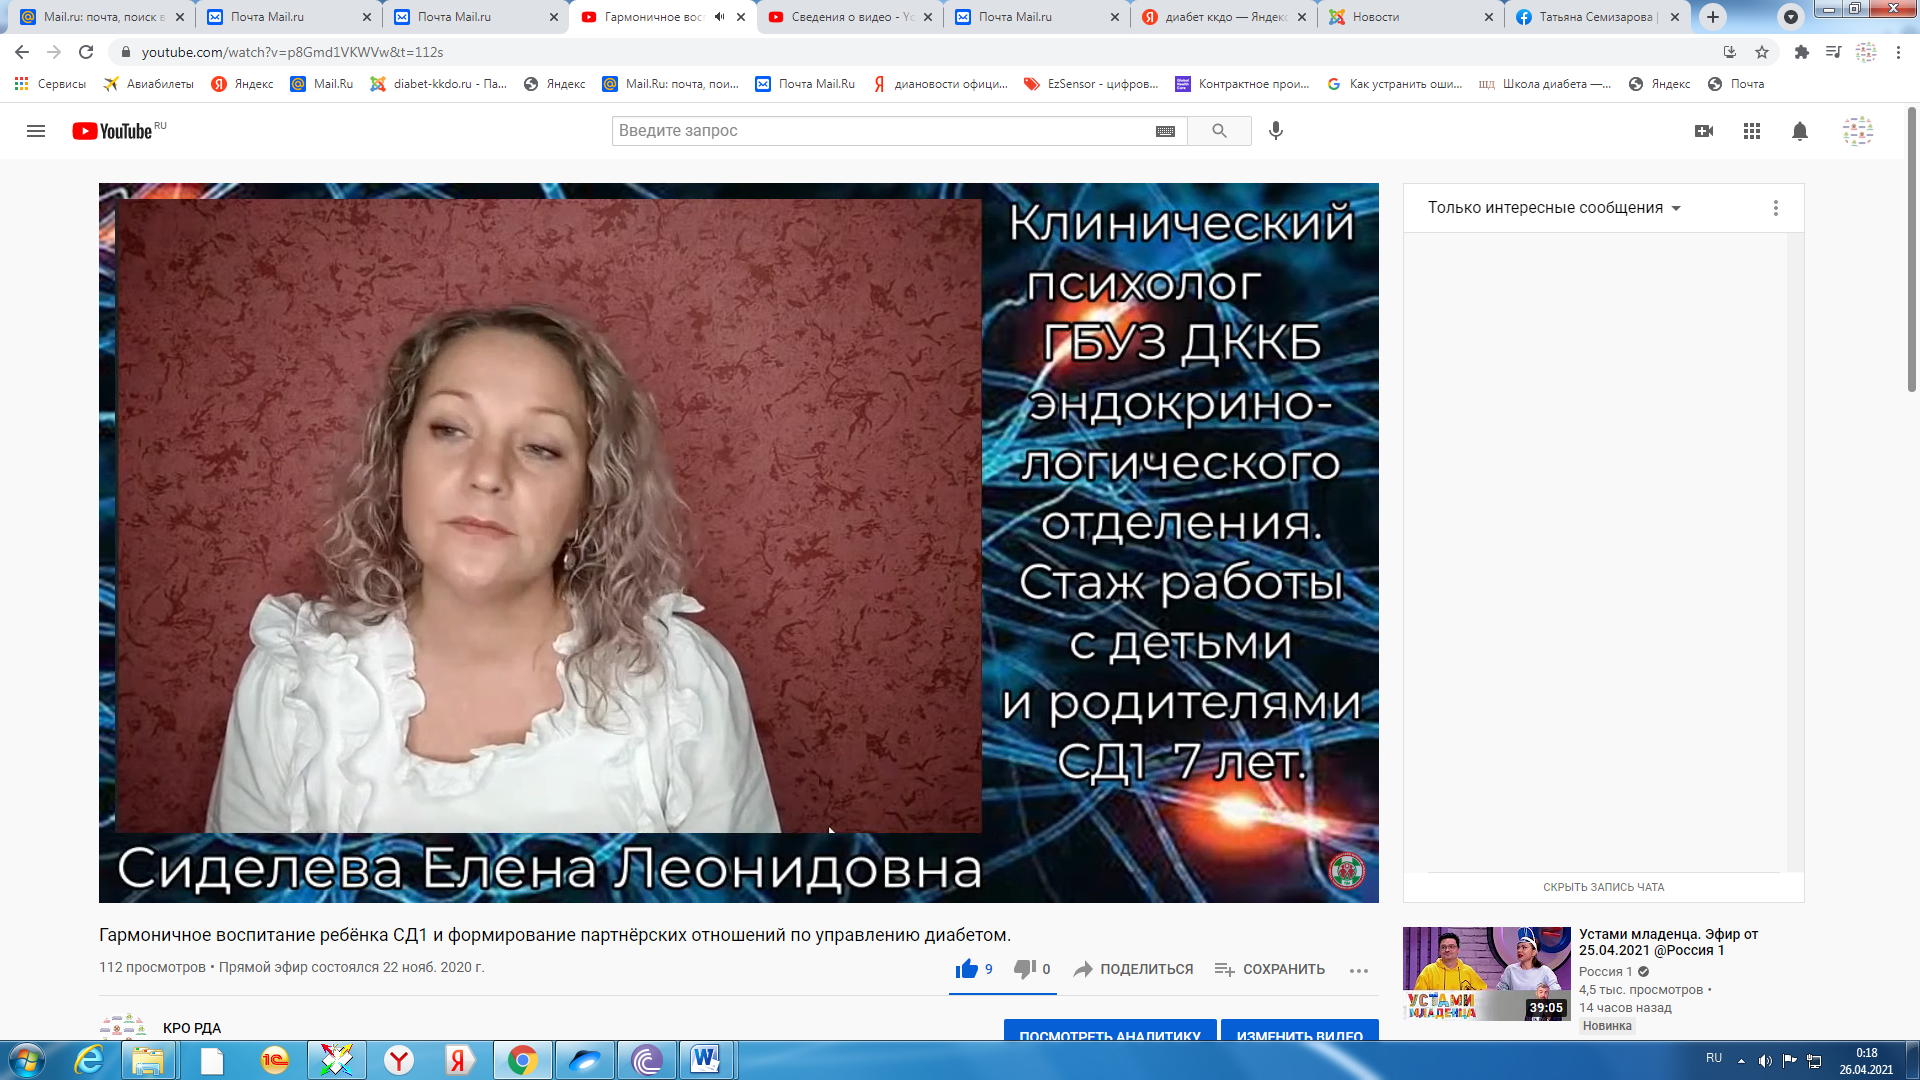 Mail.ru: почта, поиск в
Почта Mail.ru
Почта Mail.ru
Гармоничное вос
Сведения о видео - Yo
Почта Mail.ru
диабет ккдо — Яндекс
Новости
Татьяна Семизарова |
youtube.com/watch?v=p8Gmd1VKWVw&t=112s
Сервисы
Авиабилеты
Яндекс
Mail.Ru
diabet-kkdo.ru - Па...
Яндекс
Mail.Ru: почта, пои...
Почта Mail.Ru
диановости офици...
EzSensor - цифров...
Контрактное прои...
Как устранить оши...
Школа диабета —...
Яндекс
Почта
YouTube RU
Введите запрос
Клинический
психолог
ГБУЗ ДККБ
эндокрино-
логического
отделения.
Стаж работы
с детьми
и родителями
СД1 7 лет.
Сиделева Елена Леонидовна
Только интересные сообщения
СКРЫТЬ ЗАПИСЬ ЧАТА
Гармоничное воспитание ребёнка СД1 и формирование партнёрских отношений по управлению диабетом.
112 просмотров • Прямой эфир состоялся 22 нояб. 2020 г.
9
0
ПОДЕЛИТЬСЯ
СОХРАНИТЬ
КРО РДА
ПОСМОТРЕТЬ АНАЛИТИКУ
ИЗМЕНИТЬ ВИДЕО
УСТАМИ МЛАДЕНЦА
39:05
Устами младенца. Эфир от
25.04.2021 @Россия 1
Россия 1
4,5 тыс. просмотров •
14 часов назад
Новинка
RU
0:18
26.04.2021